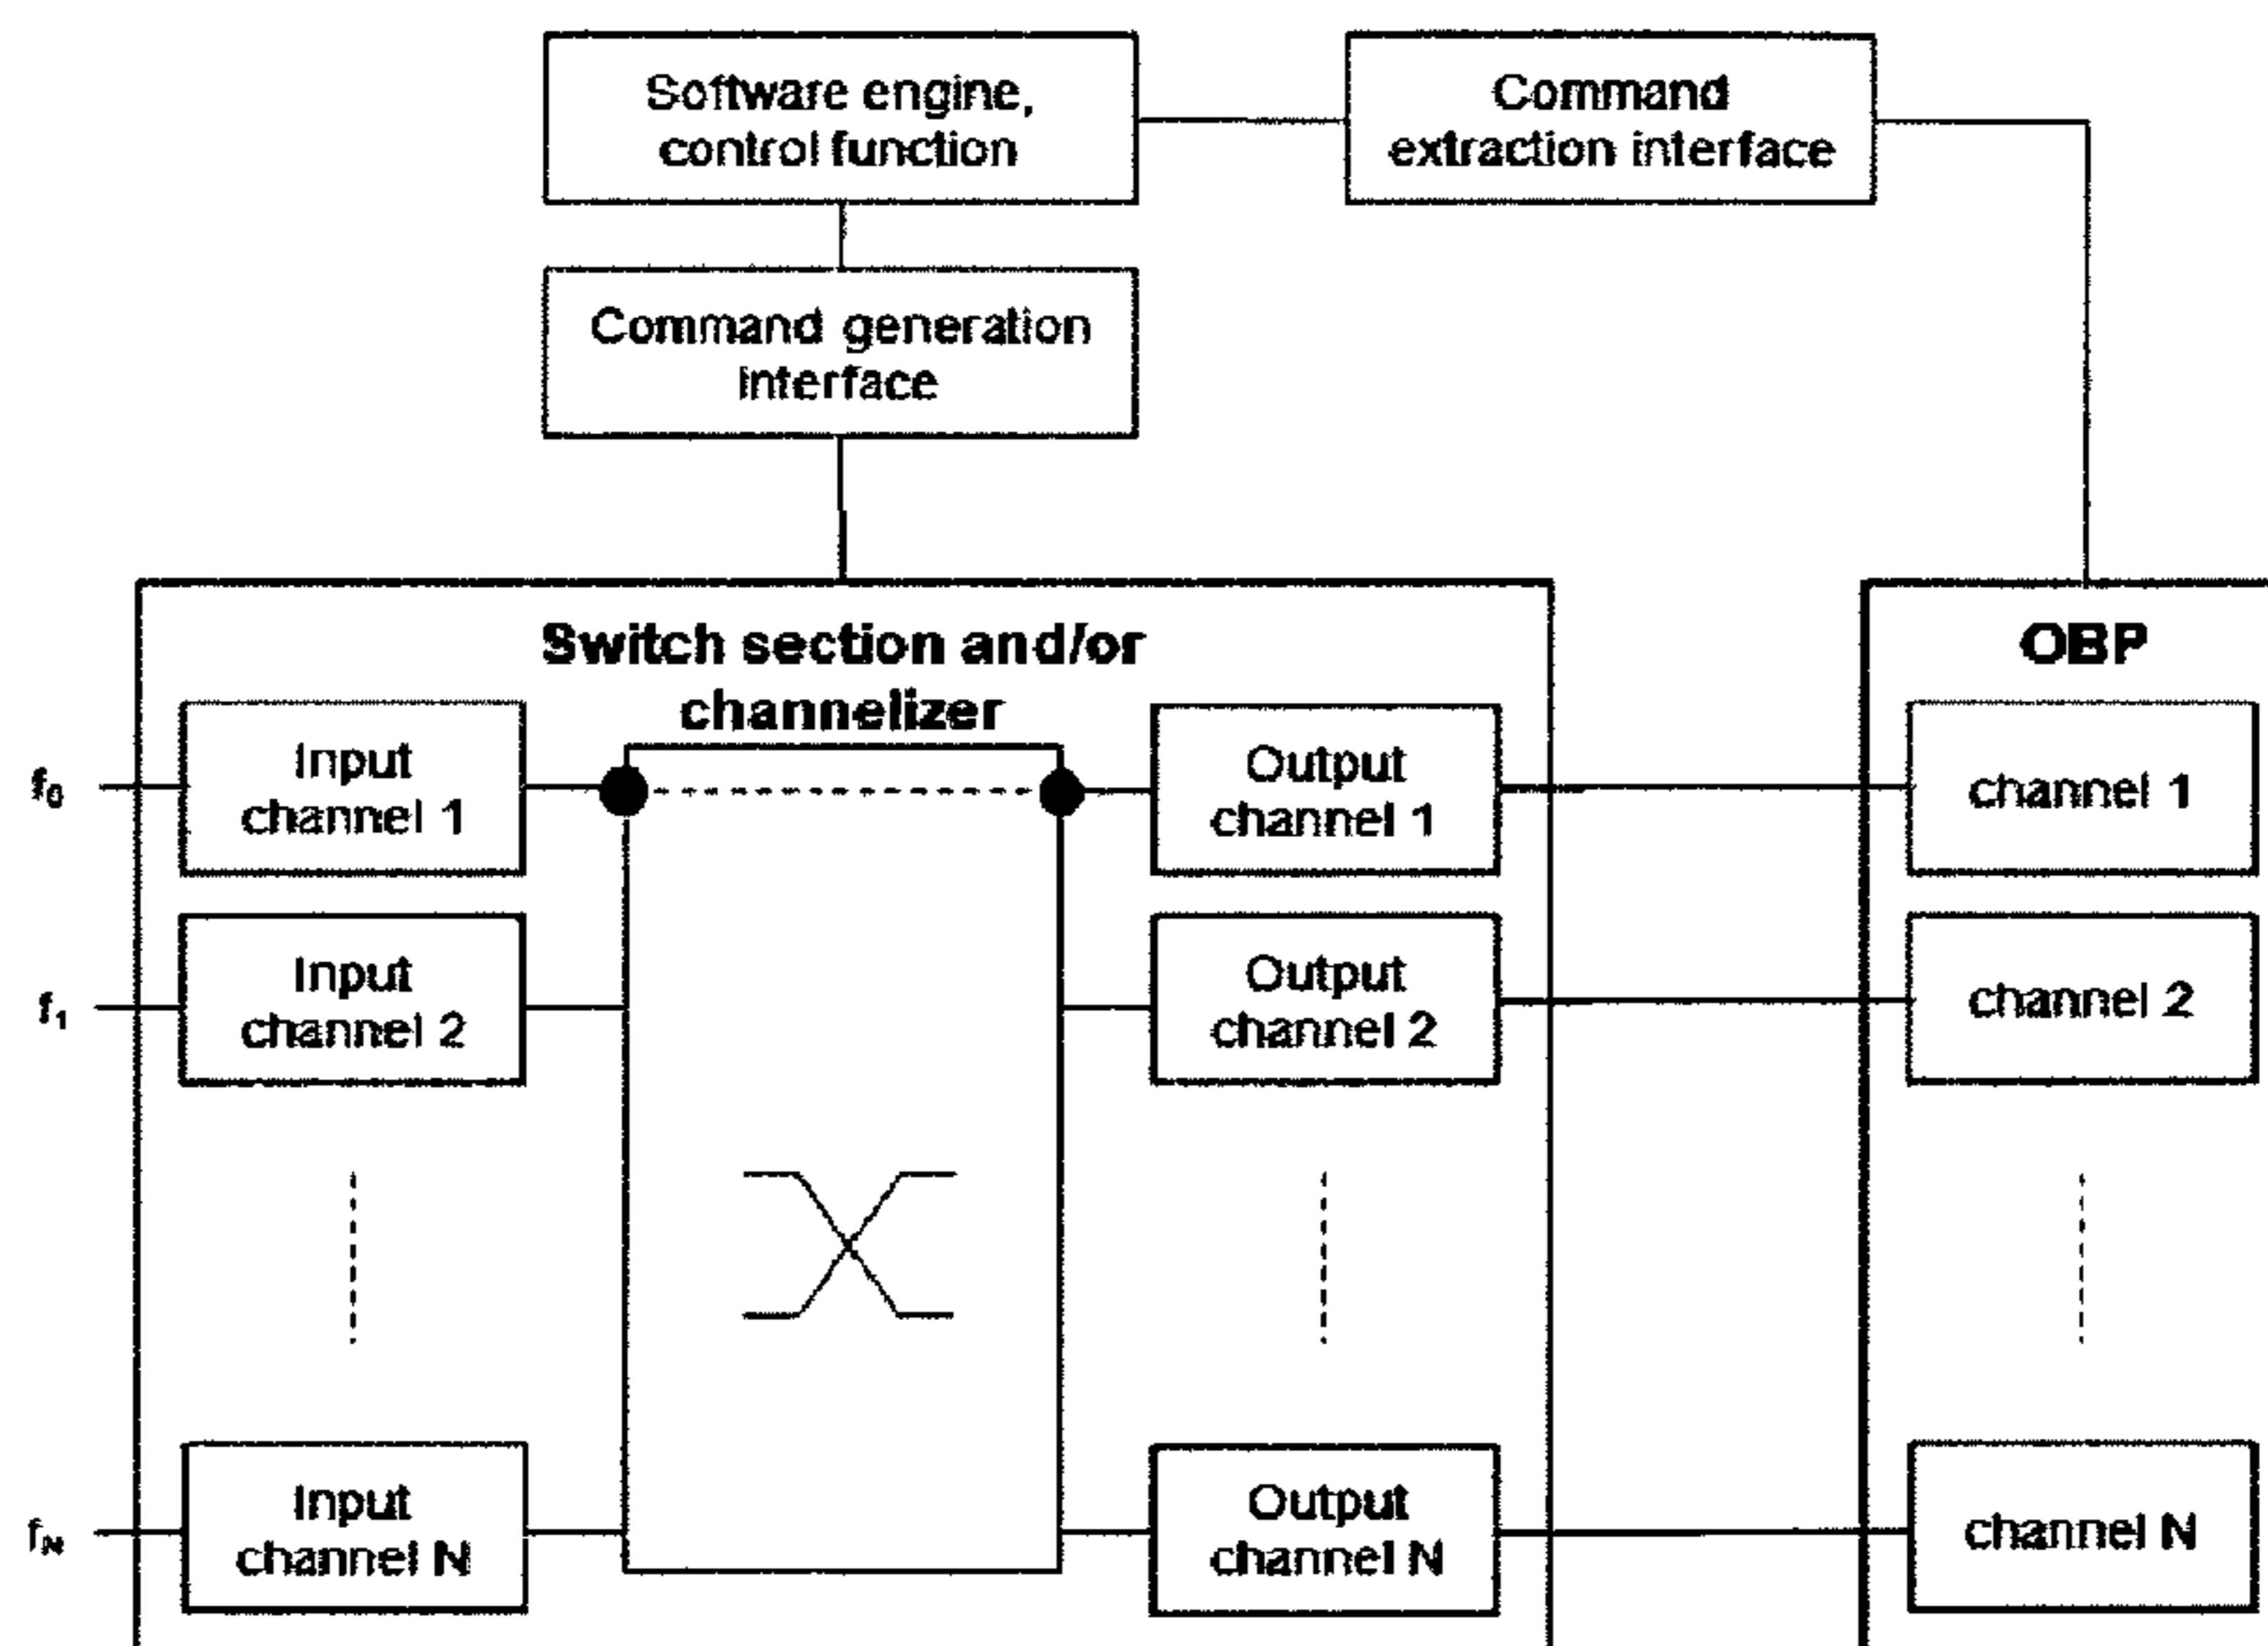 Software engine,
control function
Command
extraction interface
Command generation
interface
Switch section and/or
channelizer
OBP
f₀
Input
channel 1
Output
channel 1
channel 1
f₁
Input
channel 2
Output
channel 2
channel 2
f_N
Input
channel N
Output
channel N
channel N